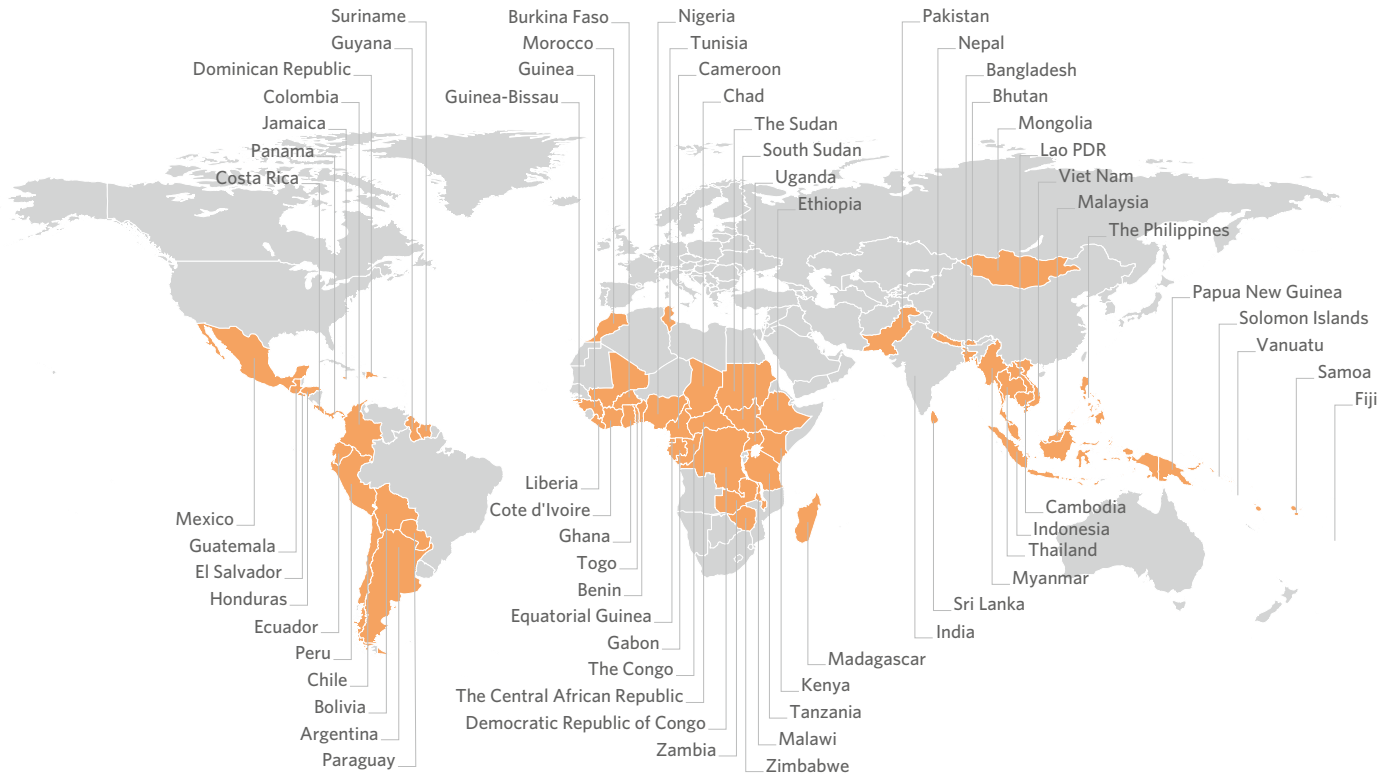 Suriname
Guyana
Dominican Republic
Colombia
Jamaica
Panama
Costa Rica
Burkina Faso
Morocco
Guinea
Guinea-Bissau
Nigeria
Tunisia
Cameroon
Chad
The Sudan
South Sudan
Uganda
Ethiopia
Pakistan
Nepal
Bangladesh
Bhutan
Mongolia
Lao PDR
Viet Nam
Malaysia
The Philippines
Papua New Guinea
Solomon Islands
Vanuatu
Samoa
Fiji
Mexico
Guatemala
El Salvador
Honduras
Ecuador
Peru
Chile
Bolivia
Argentina
Paraguay
Liberia
Cote d'Ivoire
Ghana
Togo
Benin
Equatorial Guinea
Gabon
The Congo
The Central African Republic
Democratic Republic of Congo
Zambia
Zimbabwe
Malawi
Tanzania
Kenya
Madagascar
India
Sri Lanka
Myanmar
Thailand
Indonesia
Cambodia